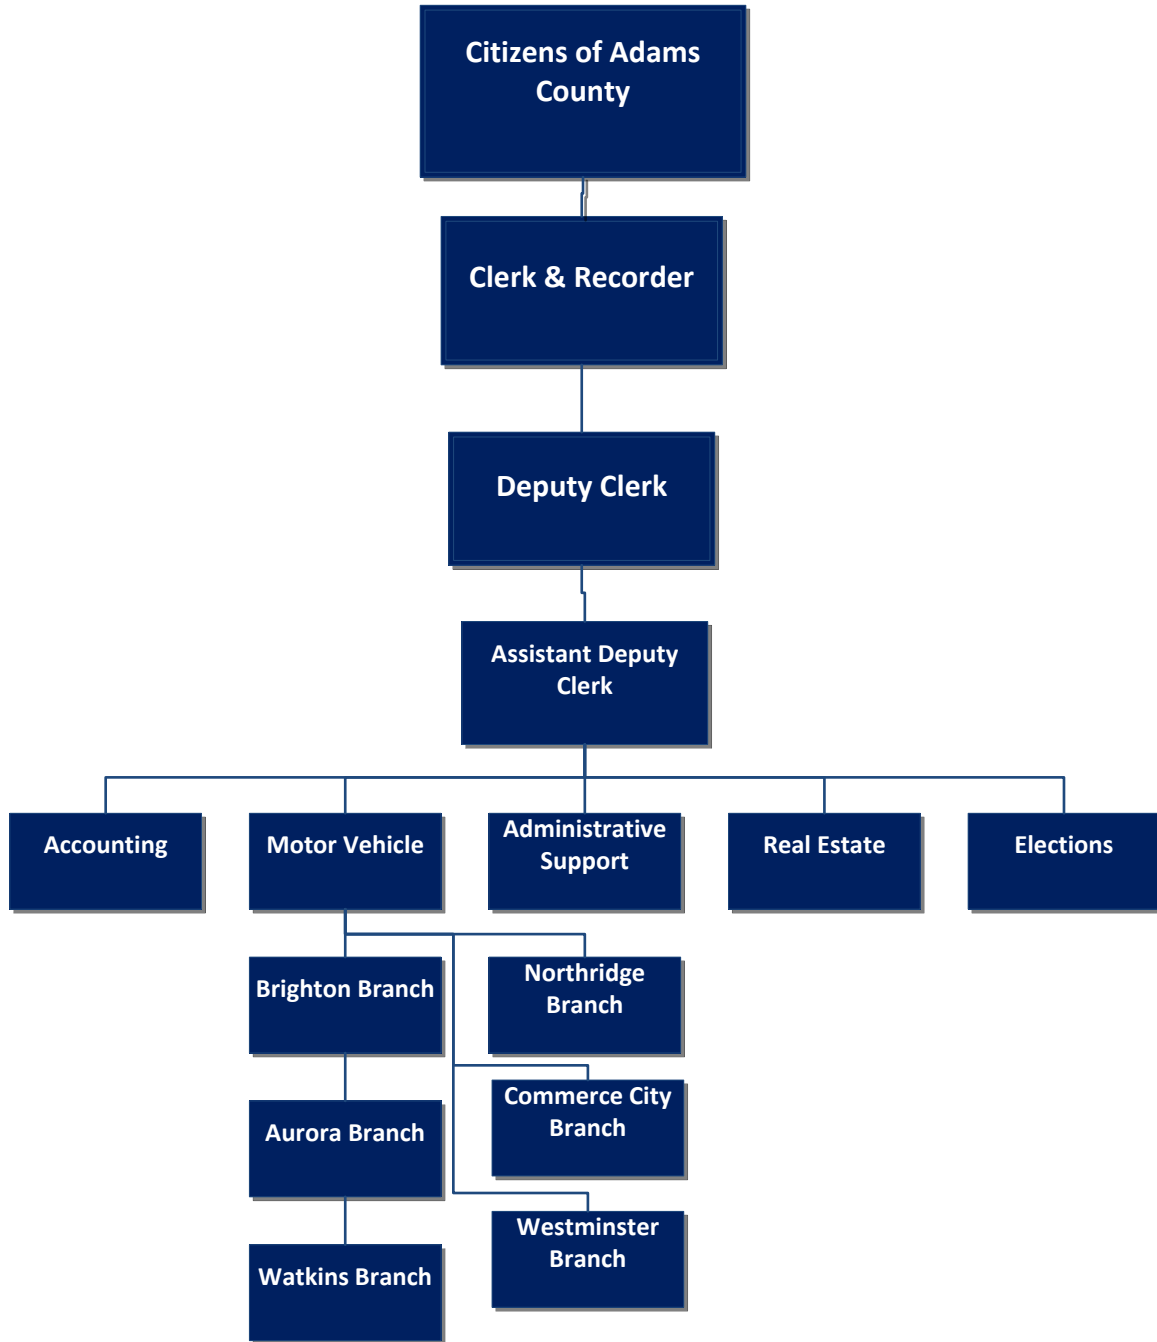 Citizens of Adams
County
Clerk & Recorder
Deputy Clerk
Assistant Deputy
Clerk
Accounting
Motor Vehicle
Administrative
Support
Real Estate
Elections
Brighton Branch
Northridge
Branch
Commerce City
Branch
Aurora Branch
Westminster
Branch
Watkins Branch